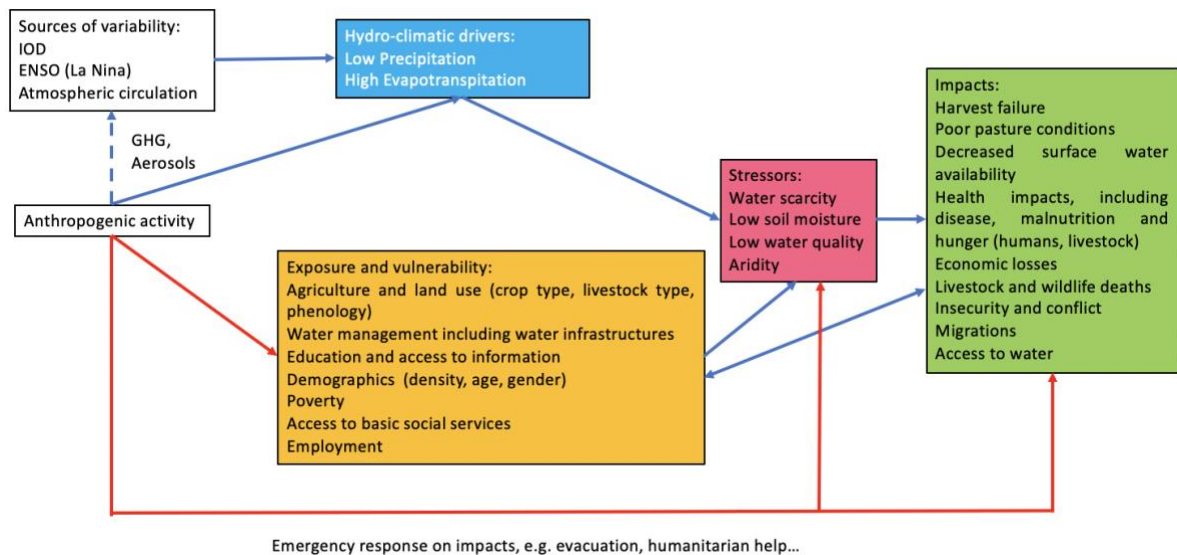 Sources of variability:
IOD
ENSO (La Nina)
Atmospheric circulation
Hydro-climatic drivers:
Low Precipitation
High Evapotranspitation
GHG,
Aerosols
Anthropogenic activity
Exposure and vulnerability:
Agriculture and land use (crop type, livestock type,
phenology)
Water management including water infrastructures
Education and access to information
Demographics (density, age, gender)
Poverty
Access to basic social services
Employment
Stressors:
Water scarcity
Low soil moisture
Low water quality
Aridity
Impacts:
Harvest failure
Poor pasture conditions
Decreased surface water
availability
Health impacts, including
disease, malnutrition and
hunger (humans, livestock)
Economic losses
Livestock and wildlife deaths
Insecurity and conflict
Migrations
Access to water
Emergency response on impacts, e.g. evacuation, humanitarian help...